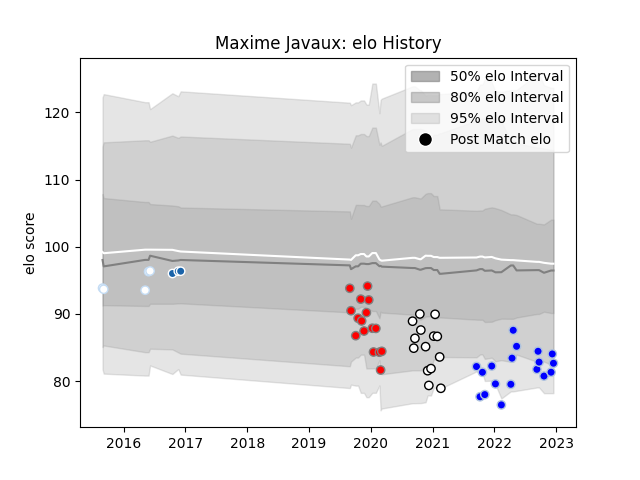 Maxime Javaux: elo History
50% elo Interval
80% elo Interval
95% elo Interval
Post Match elo
elo score
120
110
100
90
80
2016
2017
2018
2019
2020
2021
2022
2023